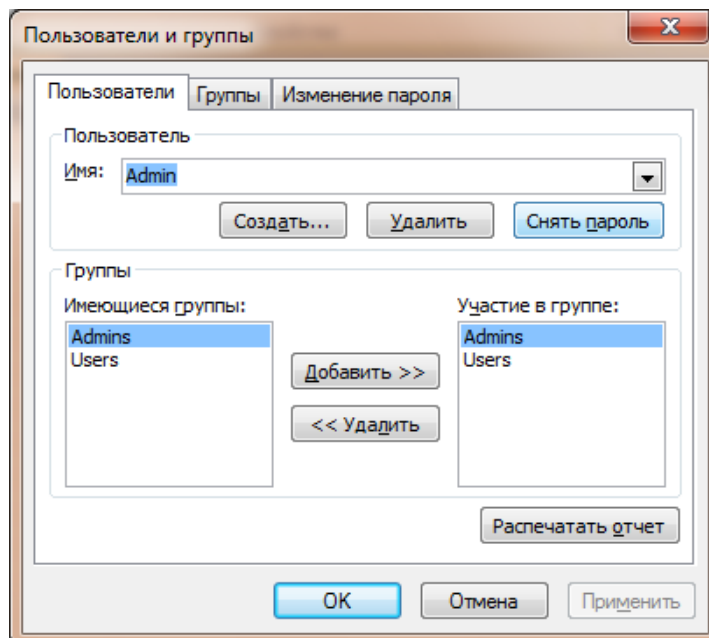 Пользователи и группы
Пользователи Группы Изменение пароля
Пользователь
Имя: Admin
Создать... Удалить Снять пароль
Группы
Имеющиеся группы: Участие в группе:
Admins Admins
Users Users
Добавить >>
<< Удалить
Распечатать отчет
OK Отмена Применить